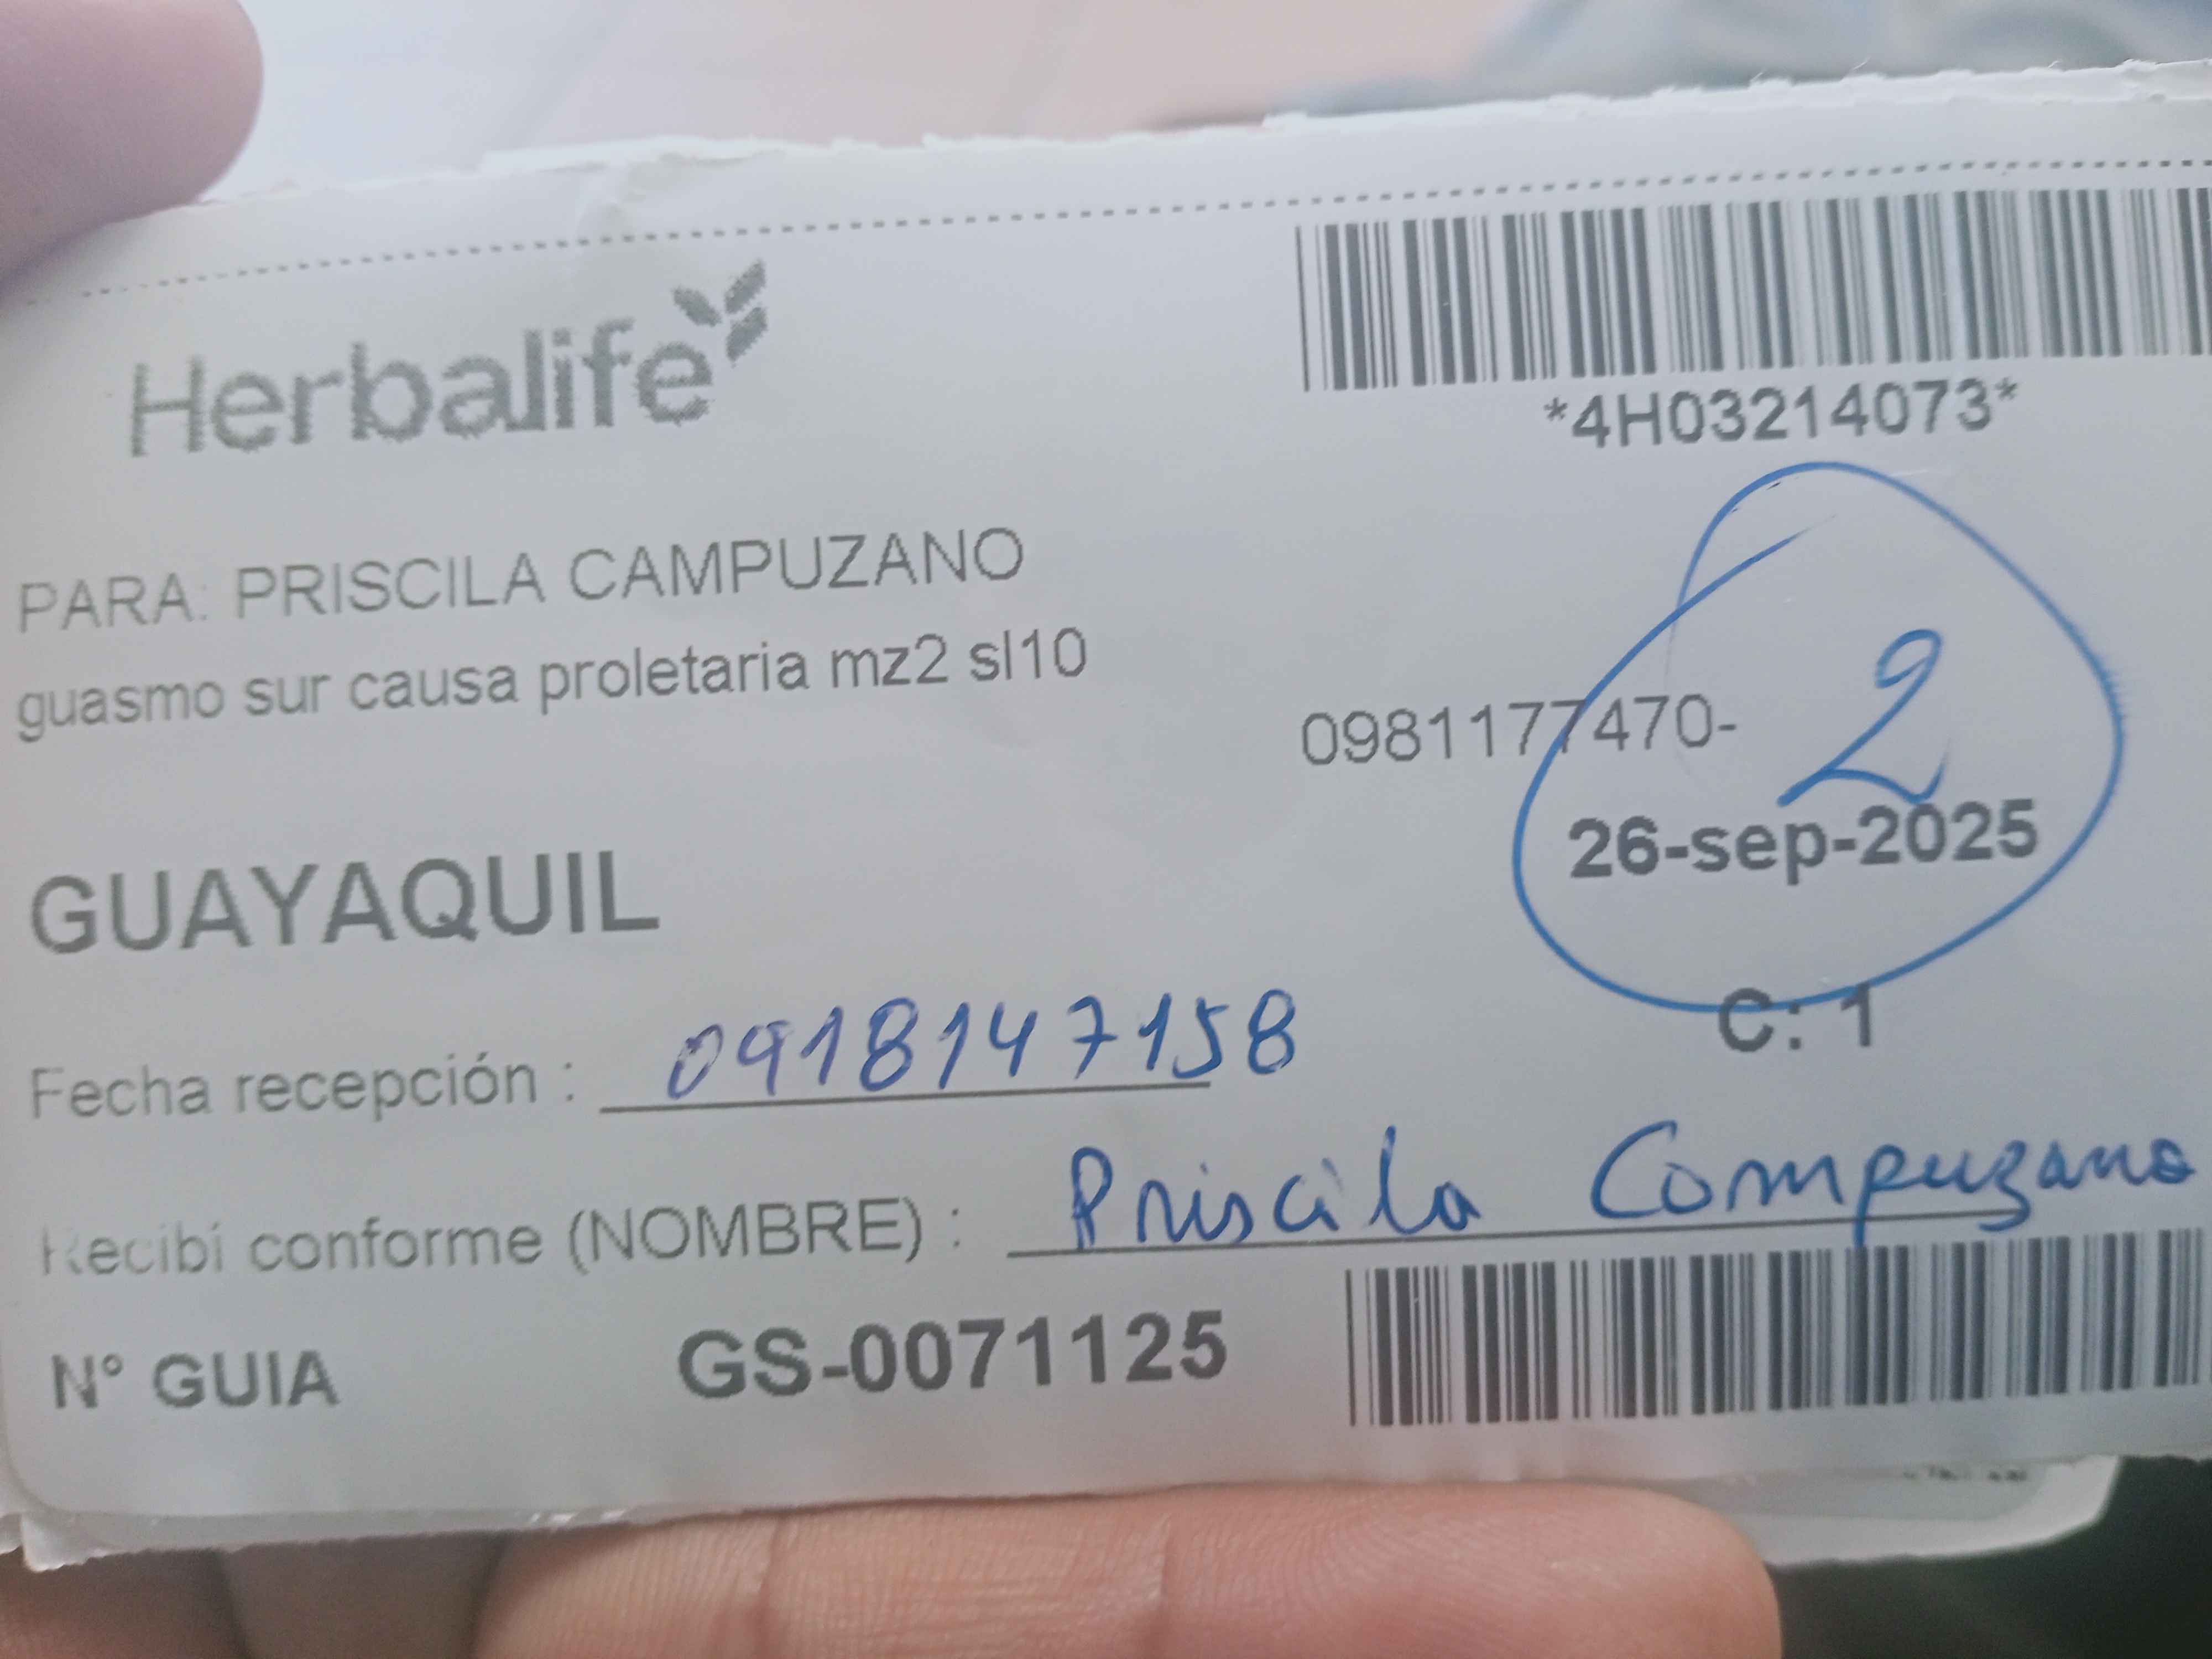 Herbalife
*4H03214073*
PARA: PRISCILA CAMPUZANO
guasmo sur causa proletaria mz2 sl10
0981177470-
2
26-sep-2025
GUAYAQUIL
C: 1
Fecha recepción : 0918147158
Recibí conforme (NOMBRE) : Priscila Campuzano
N° GUIA GS-0071125